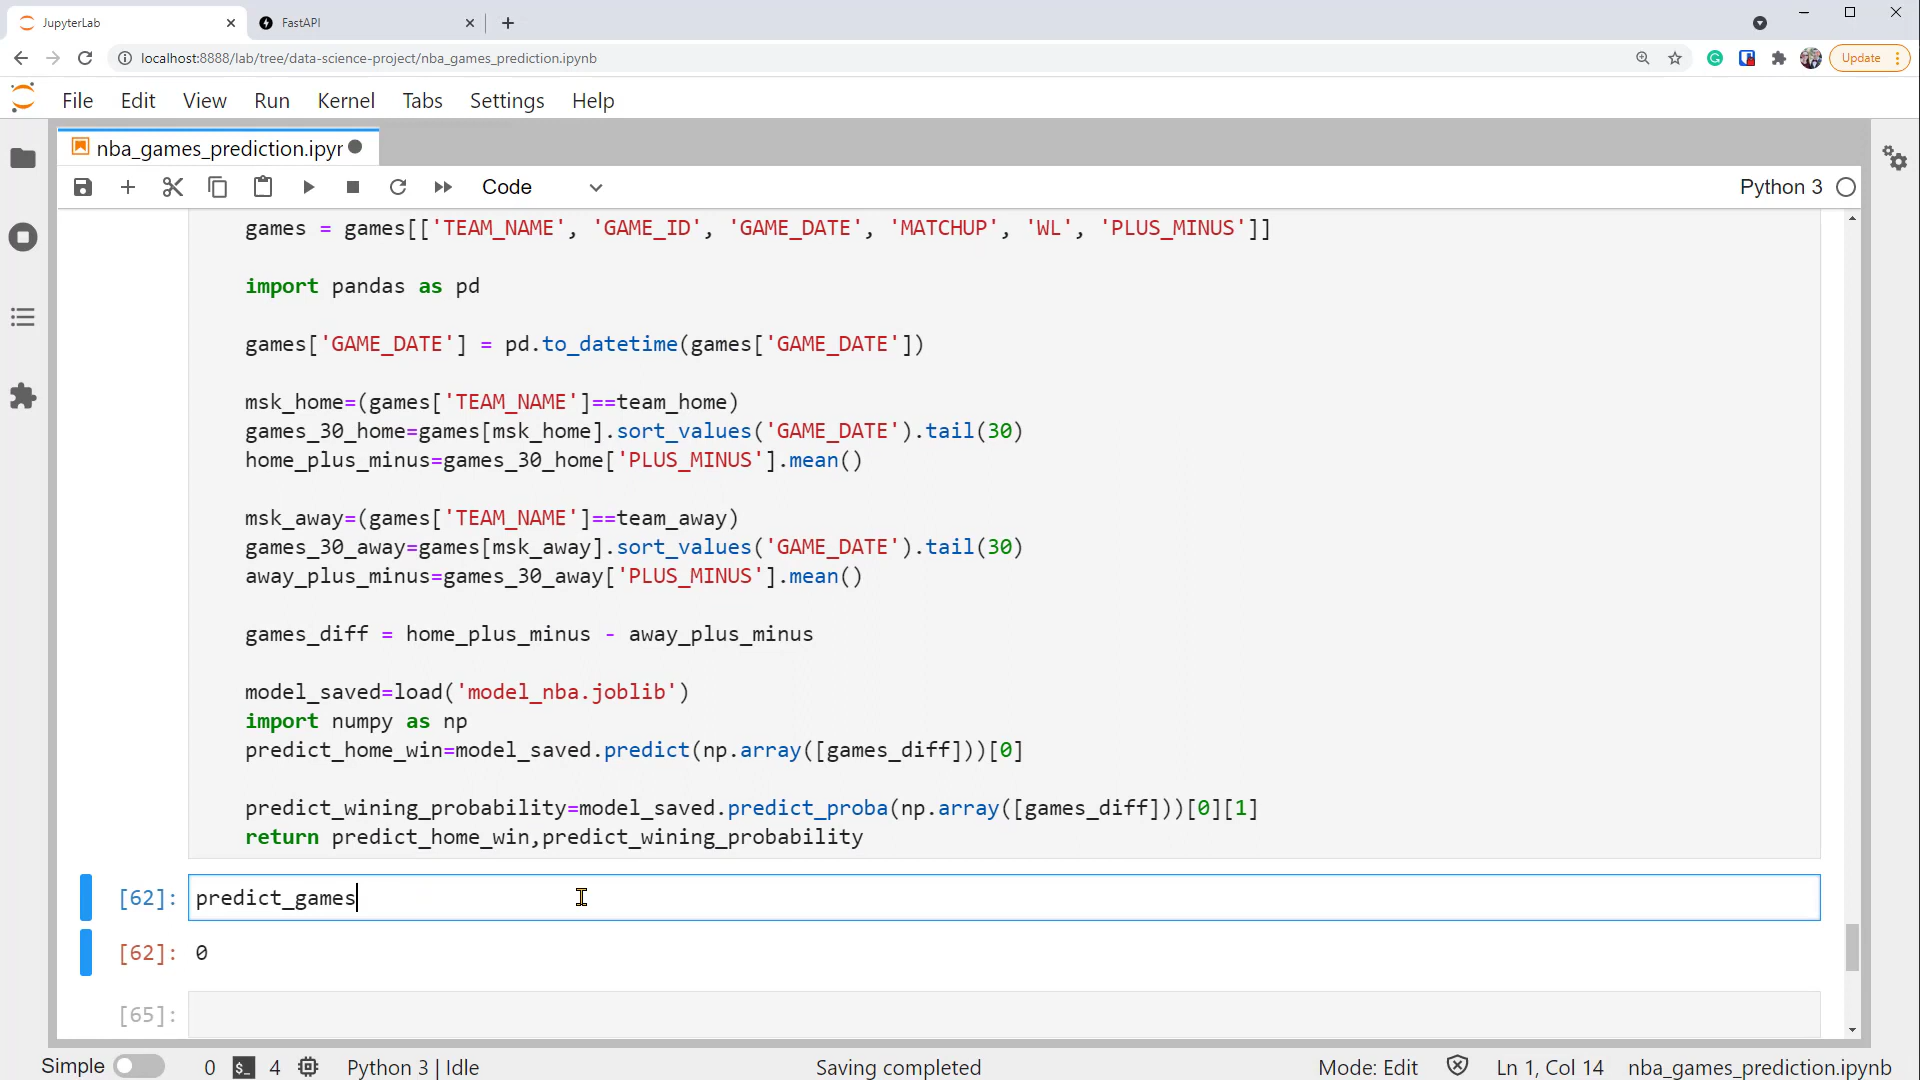 JupyterLab
FastAPI
localhost:8888/lab/tree/data-science-project/nba_games_prediction.ipynb
Update
File Edit View Run Kernel Tabs Settings Help
nba_games_prediction.ipyr
Code
Python 3
games = games[['TEAM_NAME', 'GAME_ID', 'GAME_DATE', 'MATCHUP', 'WL', 'PLUS_MINUS']]
import pandas as pd
games['GAME_DATE'] = pd.to_datetime(games['GAME_DATE'])
msk_home=(games['TEAM_NAME']==team_home)
games_30_home=games[msk_home].sort_values('GAME_DATE').tail(30)
home_plus_minus=games_30_home['PLUS_MINUS'].mean()
msk_away=(games['TEAM_NAME']==team_away)
games_30_away=games[msk_away].sort_values('GAME_DATE').tail(30)
away_plus_minus=games_30_away['PLUS_MINUS'].mean()
games_diff = home_plus_minus - away_plus_minus
model_saved=load('model_nba.joblib')
import numpy as np
predict_home_win=model_saved.predict(np.array([games_diff]))[0]
predict_wining_probability=model_saved.predict_proba(np.array([games_diff]))[0][1]
return predict_home_win,predict_wining_probability
[62]: predict_games
[62]: 0
[65]:
Simple 0 $_ 4 Python 3 | Idle Saving completed Mode: Edit Ln 1, Col 14 nba_games_prediction.ipynb